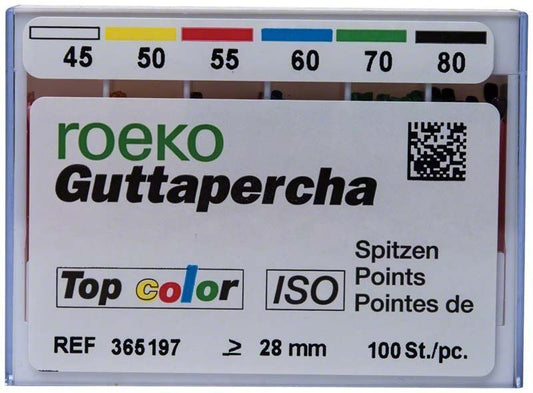 45 50 55 60 70 80
roeko
Guttapercha
Top color ISO
Spitzen
Points
Pointes de
REF 365197 ≥ 28 mm 100 St./pc.